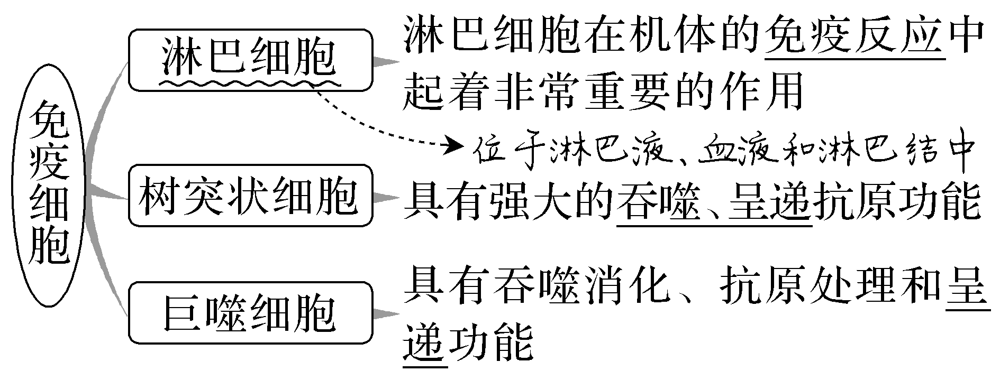 免疫细胞
淋巴细胞
淋巴细胞在机体的免疫反应中
起着非常重要的作用
位于淋巴液、血液和淋巴结中
树突状细胞
具有强大的吞噬、呈递抗原功能
巨噬细胞
具有吞噬消化、抗原处理和呈
递功能